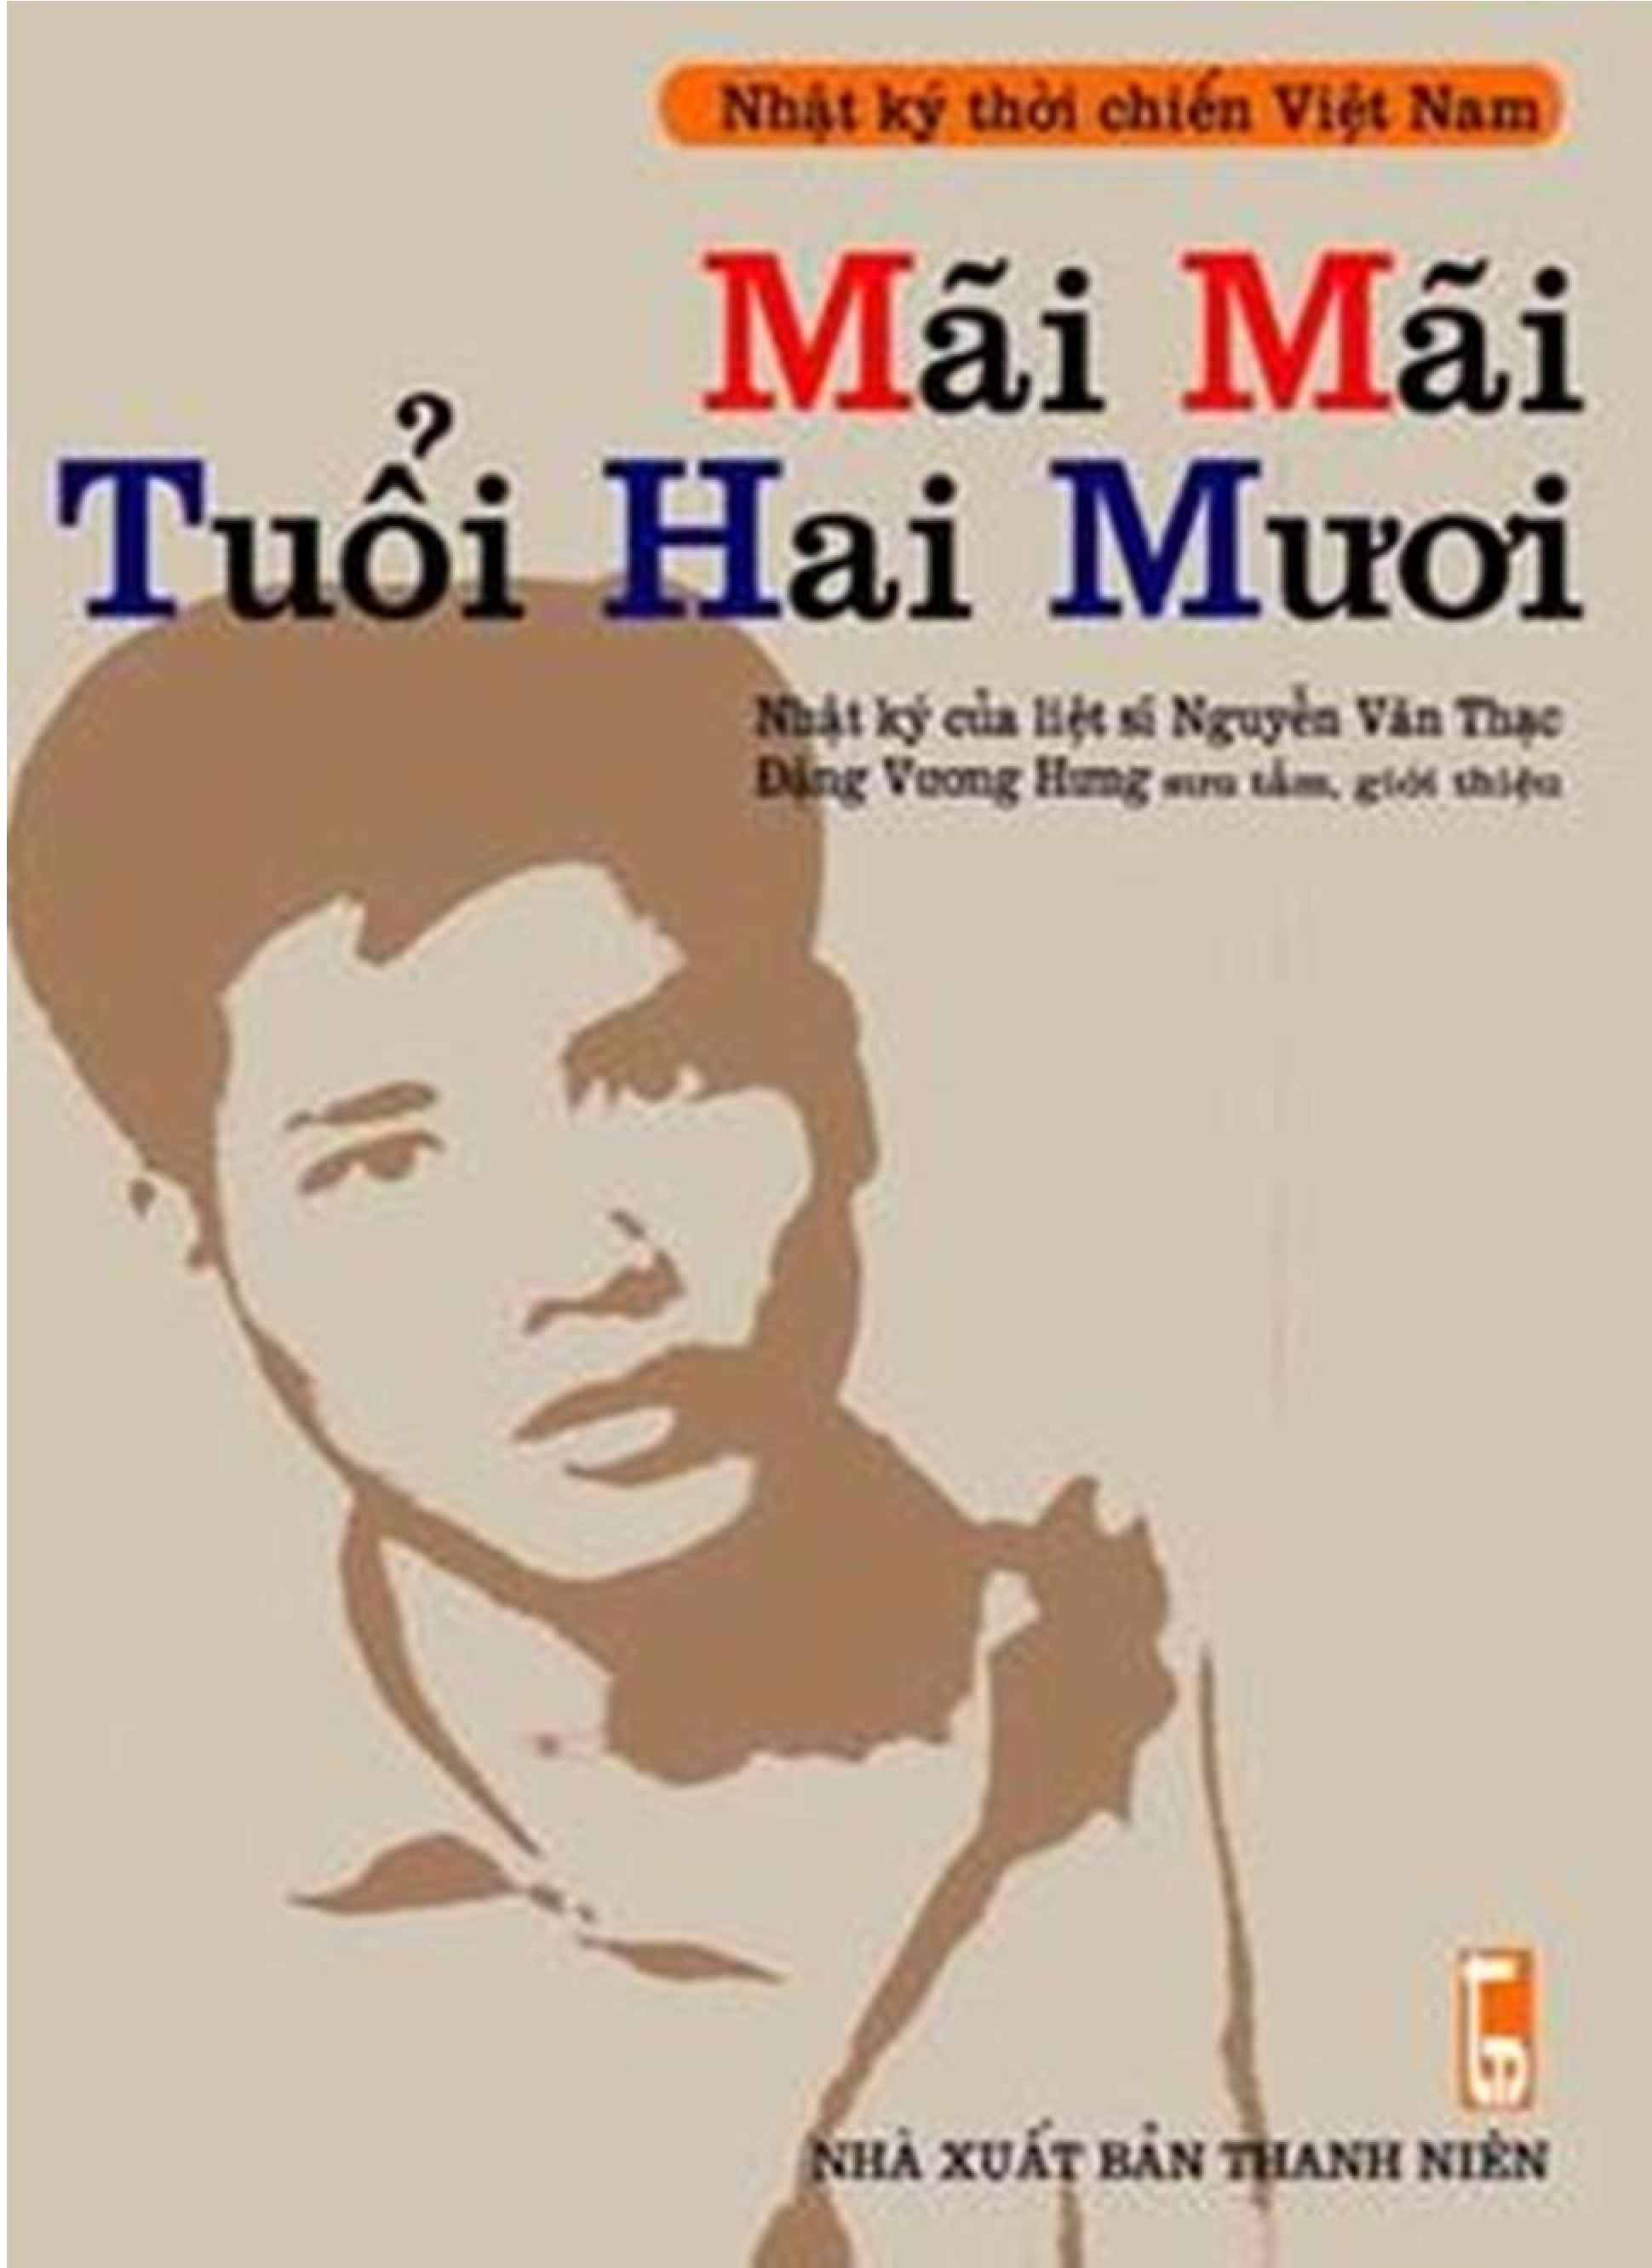 Nhật ký thời chiến Việt Nam
Mãi Mãi
Tuổi Hai Mươi
Nhật ký của liệt sĩ Nguyễn Văn Thạc
Đặng Vương Hưng sưu tầm, giới thiệu
NHÀ XUẤT BẢN THANH NIÊN